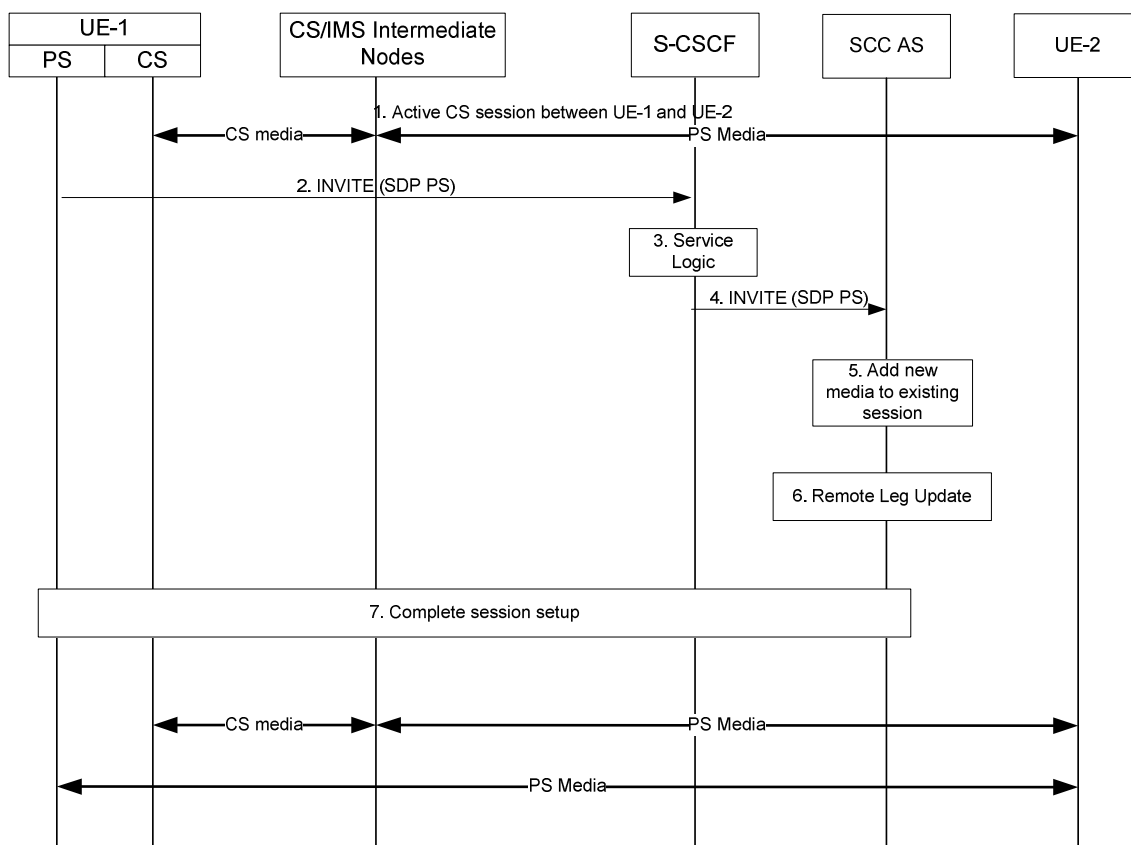 UE-1
PS
CS
CS/IMS Intermediate
Nodes
S-CSCF
SCC AS
UE-2
1. Active CS session between UE-1 and UE-2
CS media
PS Media
2. INVITE (SDP PS)
3. Service
Logic
4. INVITE (SDP PS)
5. Add new
media to existing
session
6. Remote Leg Update
7. Complete session setup
CS media
PS Media
PS Media